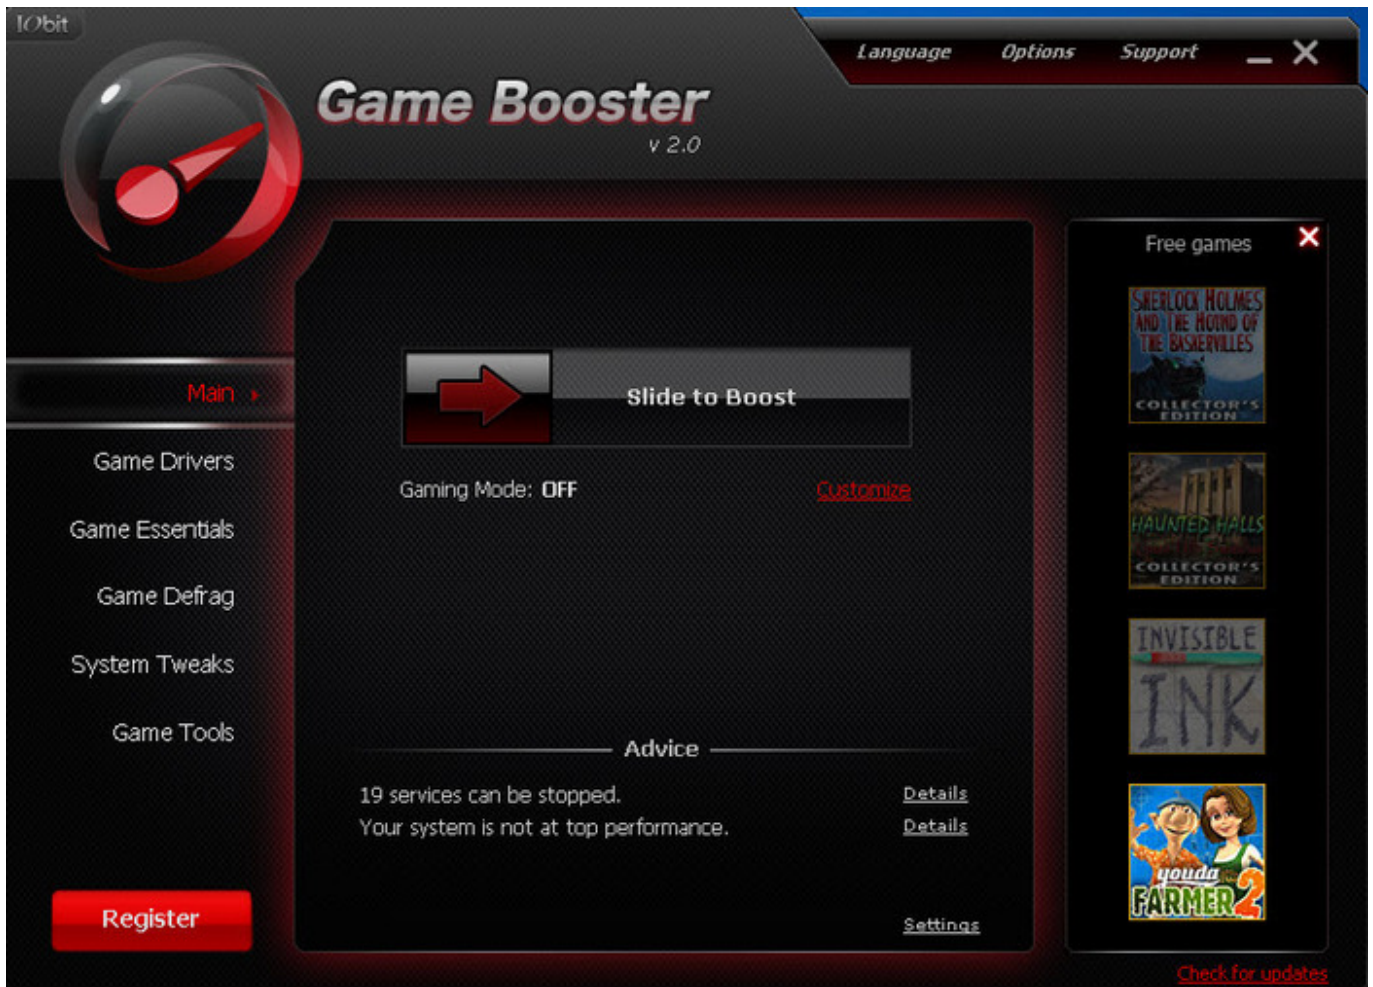 IObit
Language Options Support
Game Booster
v 2.0
Main
Game Drivers
Game Essentials
Game Defrag
System Tweaks
Game Tools
Register
Slide to Boost
Gaming Mode: OFF
Customize
Advice
19 services can be stopped. Details
Your system is not at top performance. Details
Settings
Free games
SHERLOCK HOLMES
AND THE HOUND OF
THE BASKERVILLES
COLLECTOR'S
EDITION
HAUNTED HALLS
COLLECTOR'S
EDITION
INVISIBLE
INK
youda
FARMER 2
Check for updates